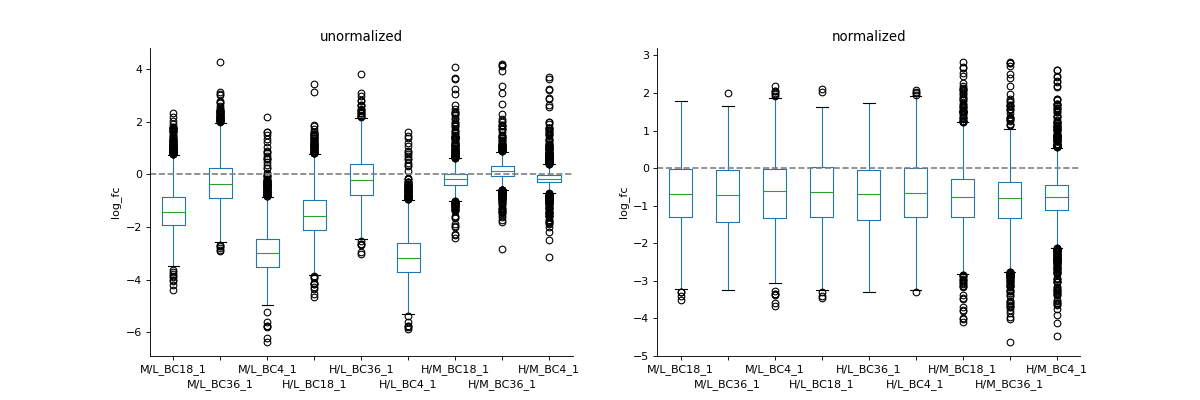 unormalized
log_fc
4
2
0
−2
−4
−6
M/L_BC18_1
M/L_BC36_1
M/L_BC4_1
H/L_BC18_1
H/L_BC36_1
H/L_BC4_1
H/M_BC18_1
H/M_BC36_1
H/M_BC4_1
normalized
log_fc
3
2
1
0
−1
−2
−3
−4
−5
M/L_BC18_1
M/L_BC36_1
M/L_BC4_1
H/L_BC18_1
H/L_BC36_1
H/L_BC4_1
H/M_BC18_1
H/M_BC36_1
H/M_BC4_1